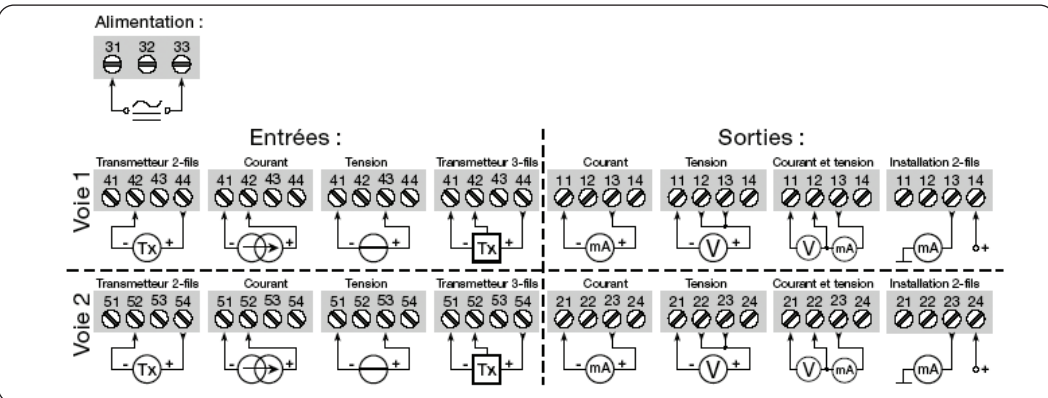 Alimentation :
31 32 33
Entrées : Sorties :
Transmetteur 2-fils Courant Tension Transmetteur 3-fils Courant Tension Courant et tension Installation 2-fils
Voie 1
41 42 43 44 41 42 43 44 41 42 43 44 41 42 43 44 11 12 13 14 11 12 13 14 11 12 13 14 11 12 13 14
- Tx + - + - + - Tx + - mA + - V + - V mA + - mA + +
Transmetteur 2-fils Courant Tension Transmetteur 3-fils Courant Tension Courant et tension Installation 2-fils
Voie 2
51 52 53 54 51 52 53 54 51 52 53 54 51 52 53 54 21 22 23 24 21 22 23 24 21 22 23 24 21 22 23 24
- Tx + - + - + - Tx + - mA + - V + - V mA + - mA + +